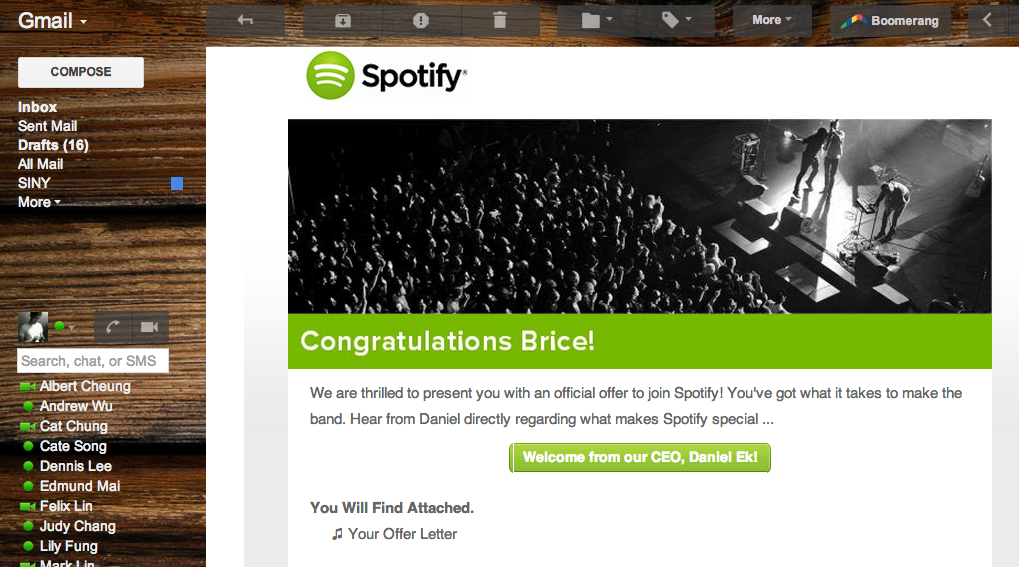 Gmail
More
Boomerang
COMPOSE
Inbox
Sent Mail
Drafts (16)
All Mail
SINY
More
Search, chat, or SMS
Albert Cheung
Andrew Wu
Cat Chung
Cate Song
Dennis Lee
Edmund Mai
Felix Lin
Judy Chang
Lily Fung
Mark Lin
Spotify®
Congratulations Brice!
We are thrilled to present you with an official offer to join Spotify! You've got what it takes to make the
band. Hear from Daniel directly regarding what makes Spotify special ...
Welcome from our CEO, Daniel Ek!
You Will Find Attached.
♫ Your Offer Letter